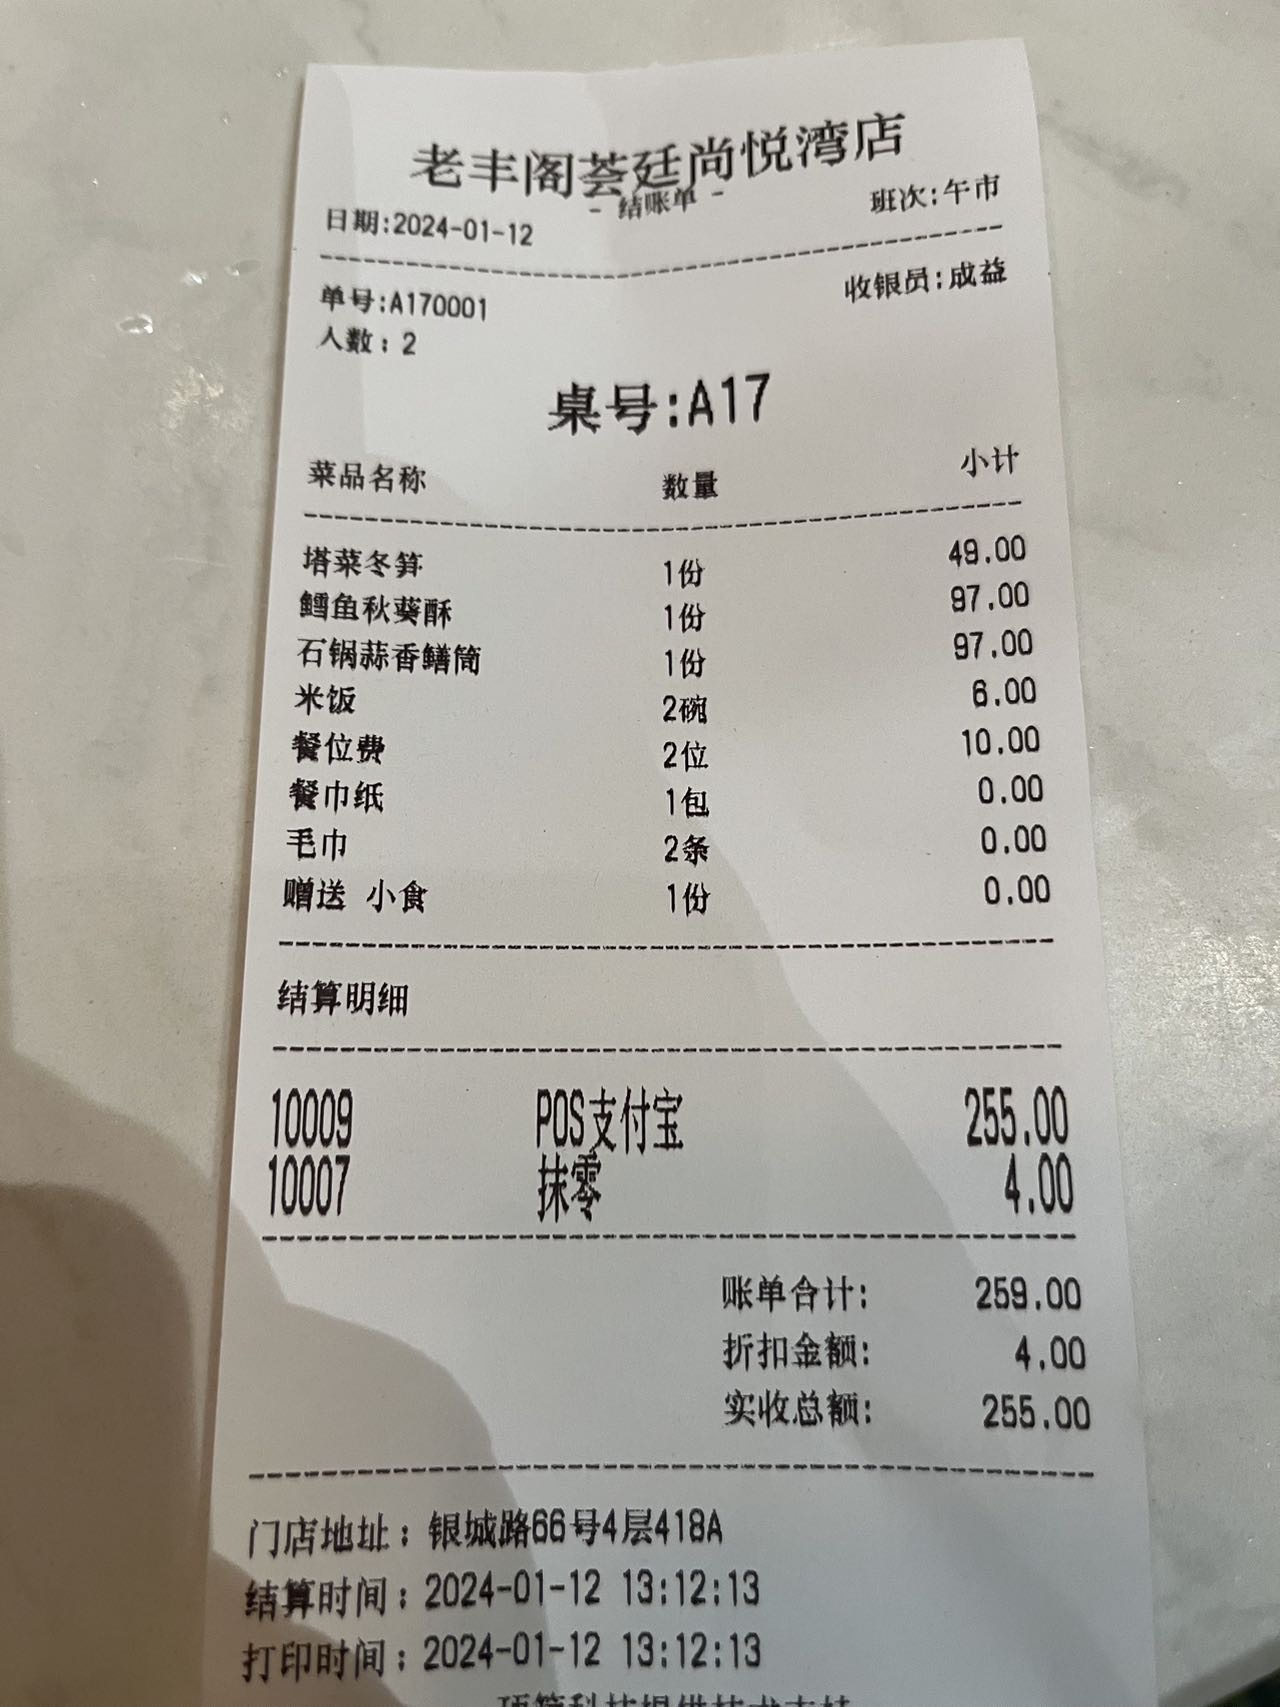 老丰阁荟廷尚悦湾店
- 结账单 -
日期:2024-01-12 班次:午市
单号:A170001 收银员:成益
人数：2
桌号:A17
菜品名称 数量 小计
塔菜冬笋 1份 49.00
鳕鱼秋葵酥 1份 97.00
石锅蒜香鳝筒 1份 97.00
米饭 2碗 6.00
餐位费 2位 10.00
餐巾纸 1包 0.00
毛巾 2条 0.00
赠送 小食 1份 0.00
结算明细
10009 POS支付宝 255.00
10007 抹零 4.00
账单合计: 259.00
折扣金额: 4.00
实收总额: 255.00
门店地址：银城路66号4层418A
结算时间：2024-01-12 13:12:13
打印时间：2024-01-12 13:12:13